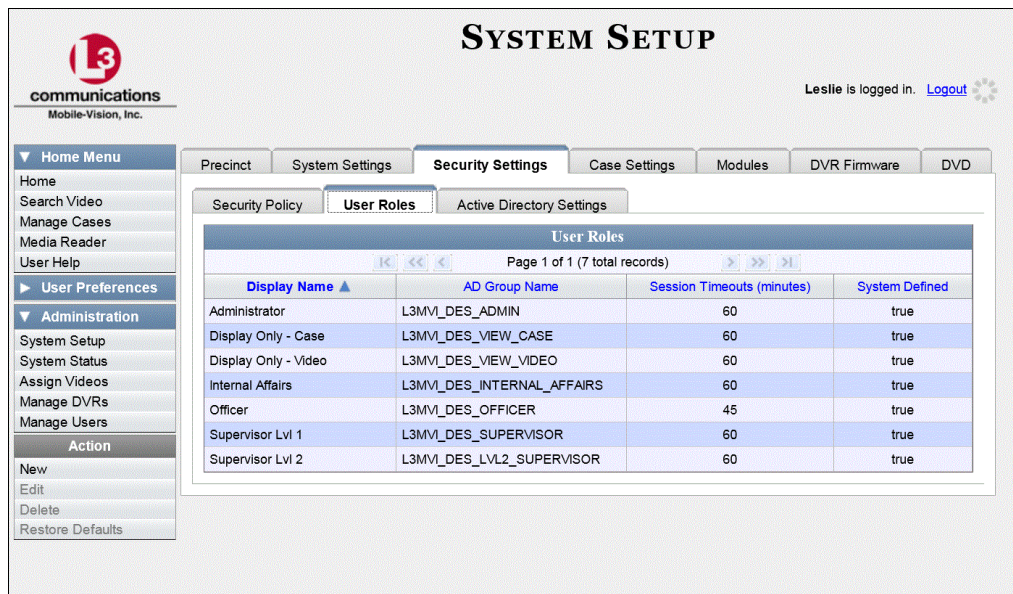 SYSTEM SETUP
L3
communications
Mobile-Vision, Inc.
Leslie is logged in. Logout
▼ Home Menu
Home
Search Video
Manage Cases
Media Reader
User Help
► User Preferences
▼ Administration
System Setup
System Status
Assign Videos
Manage DVRs
Manage Users
Action
New
Edit
Delete
Restore Defaults
Precinct System Settings Security Settings Case Settings Modules DVR Firmware DVD
Security Policy User Roles Active Directory Settings
User Roles
Page 1 of 1 (7 total records)
Display Name ▲ AD Group Name Session Timeouts (minutes) System Defined
Administrator L3MVI_DES_ADMIN 60 true
Display Only - Case L3MVI_DES_VIEW_CASE 60 true
Display Only - Video L3MVI_DES_VIEW_VIDEO 60 true
Internal Affairs L3MVI_DES_INTERNAL_AFFAIRS 60 true
Officer L3MVI_DES_OFFICER 45 true
Supervisor Lvl 1 L3MVI_DES_SUPERVISOR 60 true
Supervisor Lvl 2 L3MVI_DES_LVL2_SUPERVISOR 60 true